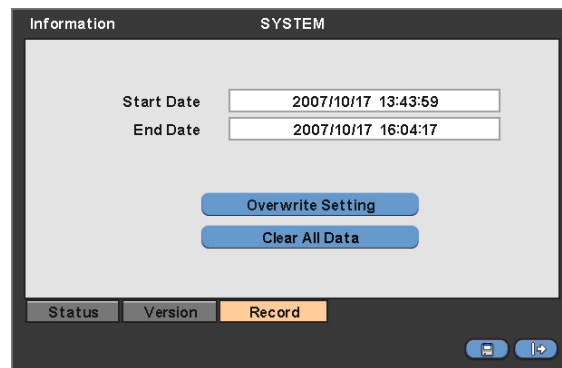 Information SYSTEM
Start Date 2007/10/17 13:43:59
End Date 2007/10/17 16:04:17
Overwrite Setting
Clear All Data
Status Version Record